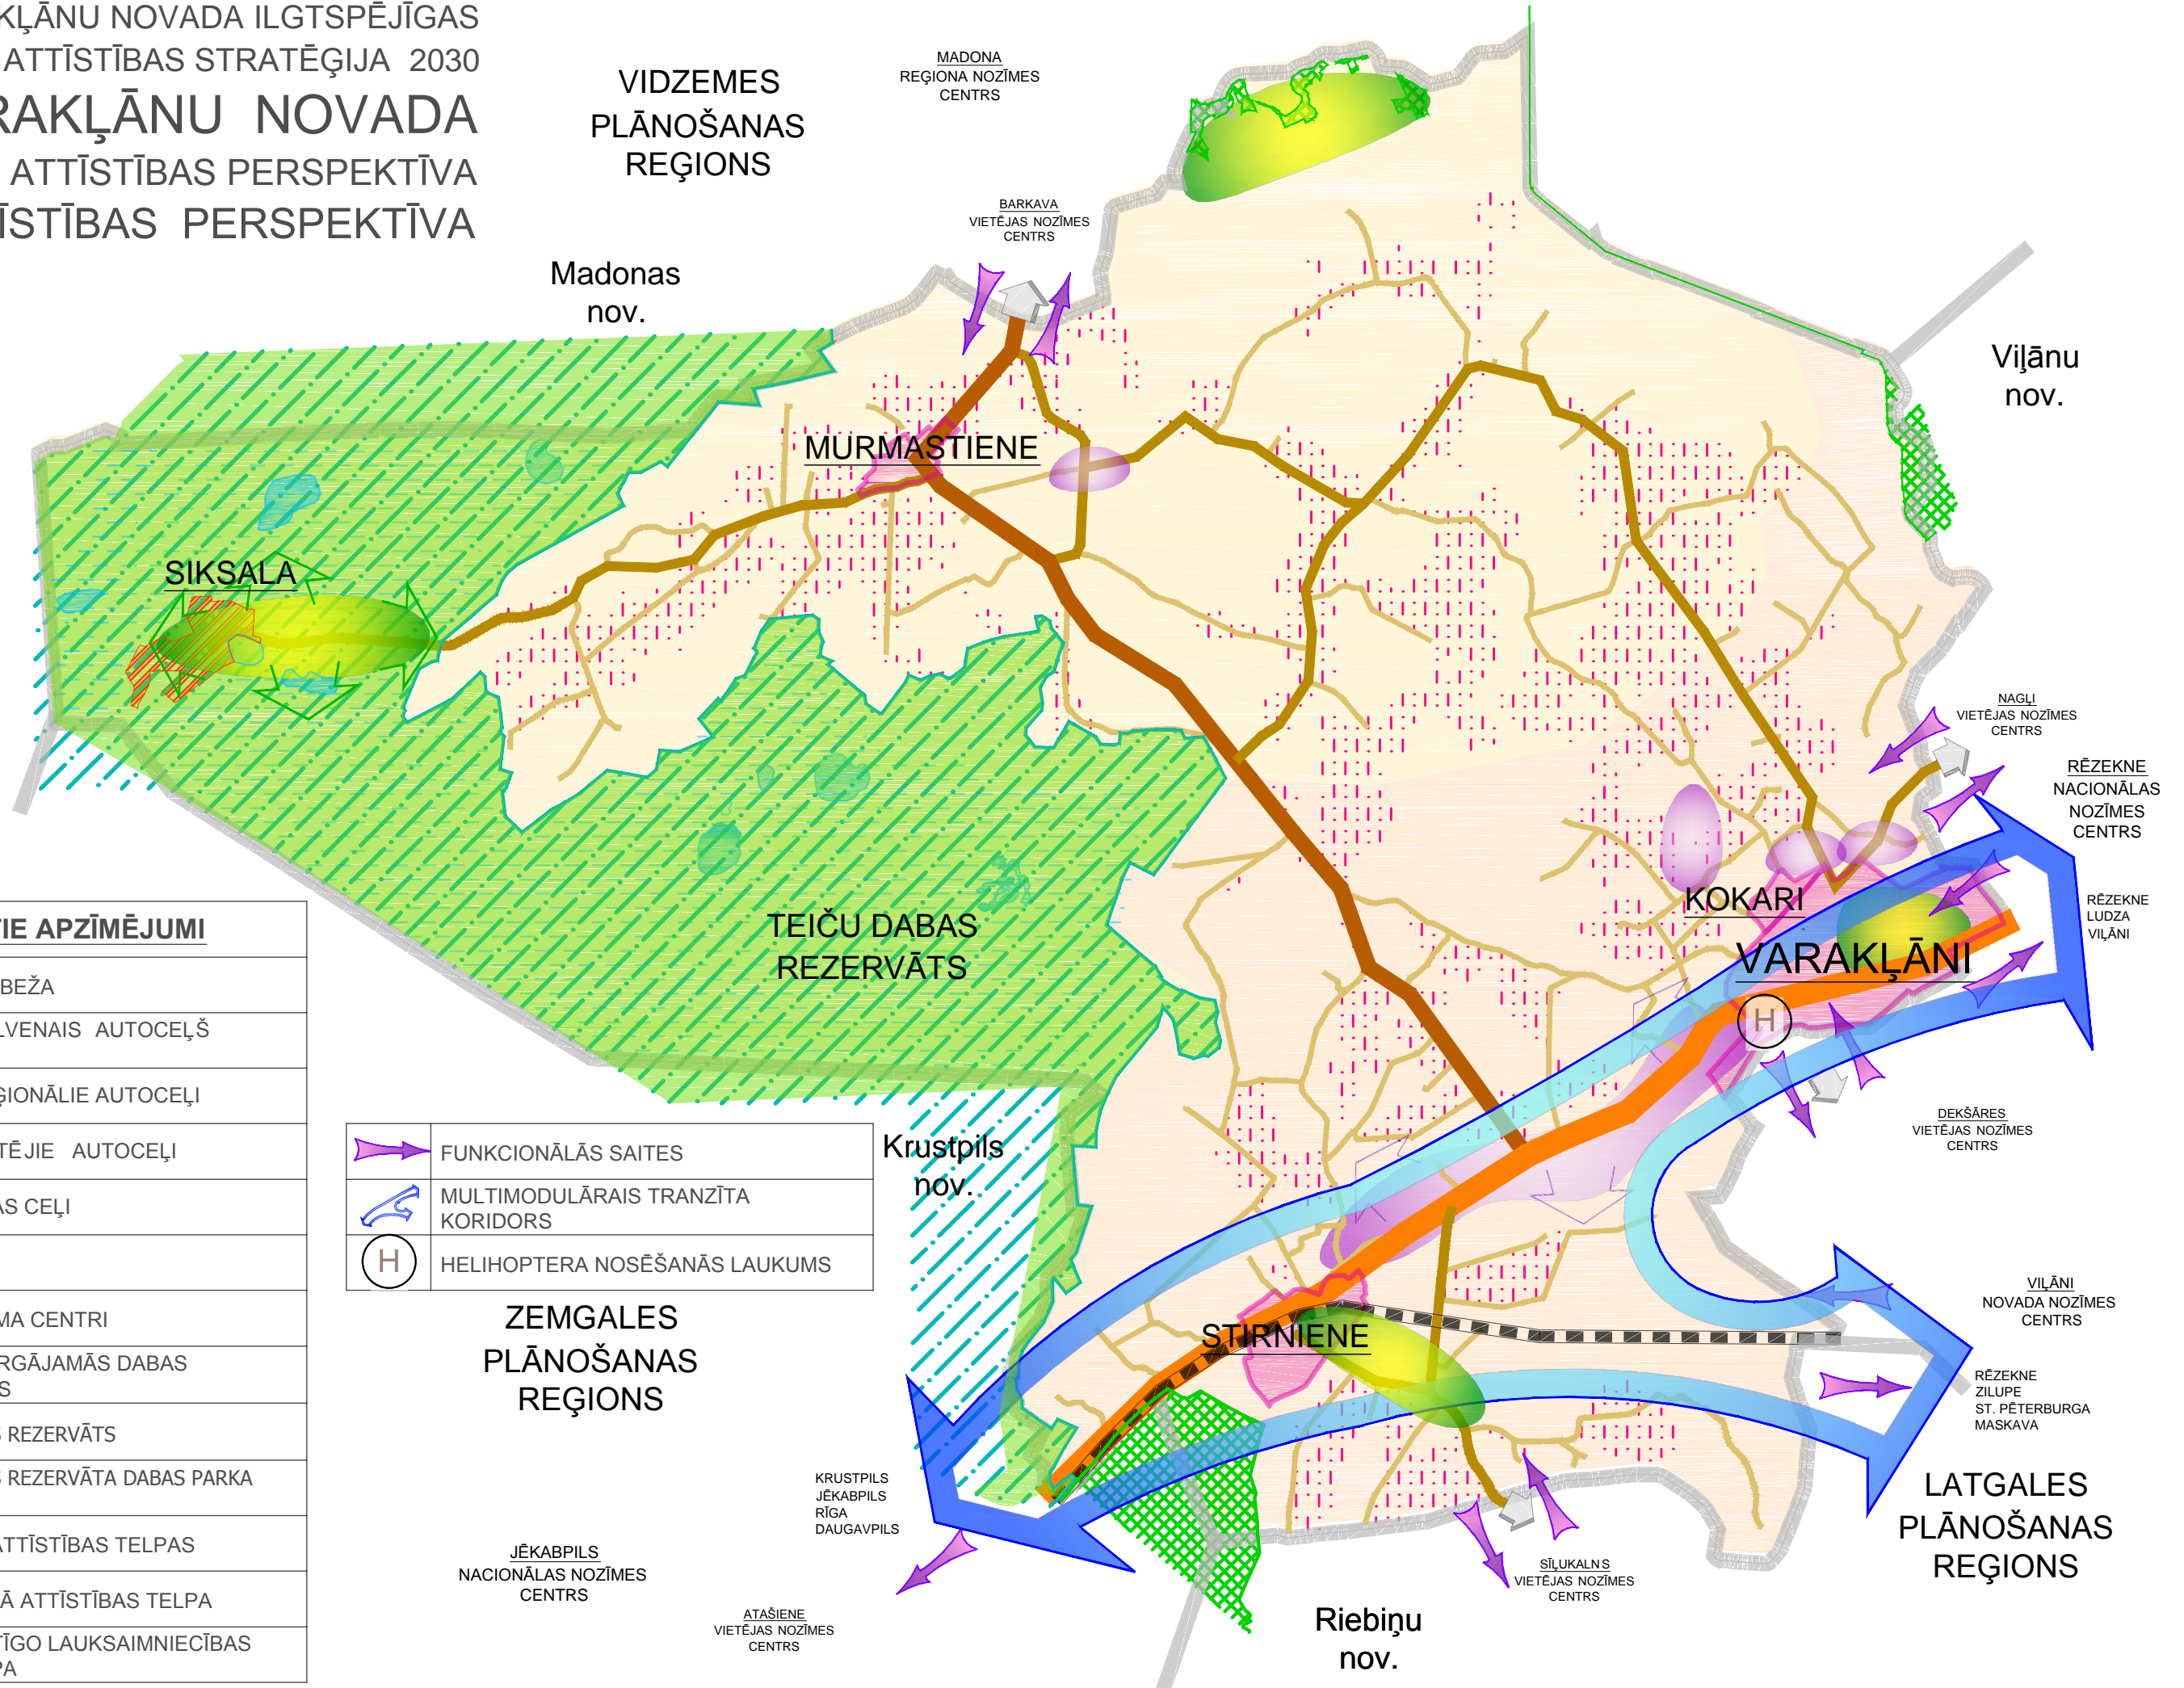 KĻĀNU NOVADA ILGTSPĒJĪGAS
ATTĪSTĪBAS STRATĒĢIJA 2030
RAKĻĀNU NOVADA
ATTĪSTĪBAS PERSPEKTĪVA
ĪSTĪBAS PERSPEKTĪVA
VIDZEMES
PLĀNOŠANAS
REĢIONS
MADONA
REĢIONA NOZĪMES
CENTRS
BARKAVA
VIETĒJAS NOZĪMES
CENTRS
Madonas
nov.
Viļānu
nov.
MURMASTIENE
SIKSALA
NAGĻI
VIETĒJAS NOZĪMES
CENTRS
RĒZEKNE
NACIONĀLAS
NOZĪMES
CENTRS
KOKARI
VARAKĻĀNI
H
RĒZEKNE
LUDZA
VIĻĀNI
TEIČU DABAS
REZERVĀTS
DEKŠĀRES
VIETĒJAS NOZĪMES
CENTRS
TIE APZĪMĒJUMI
BEŽA
LVENAIS AUTOCEĻŠ
ĢIONĀLIE AUTOCEĻI
TĒJIE AUTOCEĻI
AS CEĻI
MA CENTRI
RGĀJAMĀS DABAS
S
S REZERVĀTS
S REZERVĀTA DABAS PARKA
ATTĪSTĪBAS TELPAS
Ā ATTĪSTĪBAS TELPA
TĪGO LAUKSAIMNIECĪBAS
PA
FUNKCIONĀLĀS SAITES
MULTIMODULĀRAIS TRANZĪTA
KORIDORS
H HELIHOPTERA NOSĒŠANĀS LAUKUMS
Krustpils
nov.
ZEMGALES
PLĀNOŠANAS
REĢIONS
STIRNIENE
VIĻĀNI
NOVADA NOZĪMES
CENTRS
RĒZEKNE
ZILUPE
ST. PĒTERBURGA
MASKAVA
LATGALES
PLĀNOŠANAS
REĢIONS
KRUSTPILS
JĒKABPILS
RĪGA
DAUGAVPILS
JĒKABPILS
NACIONĀLAS NOZĪMES
CENTRS
ATAŠIENE
VIETĒJAS NOZĪMES
CENTRS
SĪĻUKALNS
VIETĒJAS NOZĪMES
CENTRS
Riebiņu
nov.